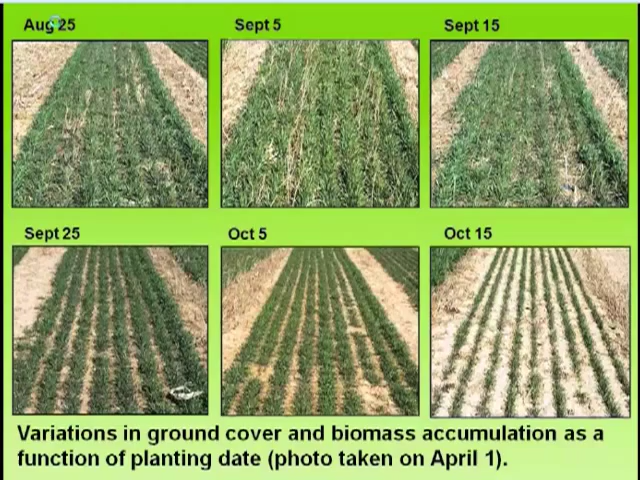 Aug 25
Sept 5
Sept 15
Sept 25
Oct 5
Oct 15
Variations in ground cover and biomass accumulation as a
function of planting date (photo taken on April 1).